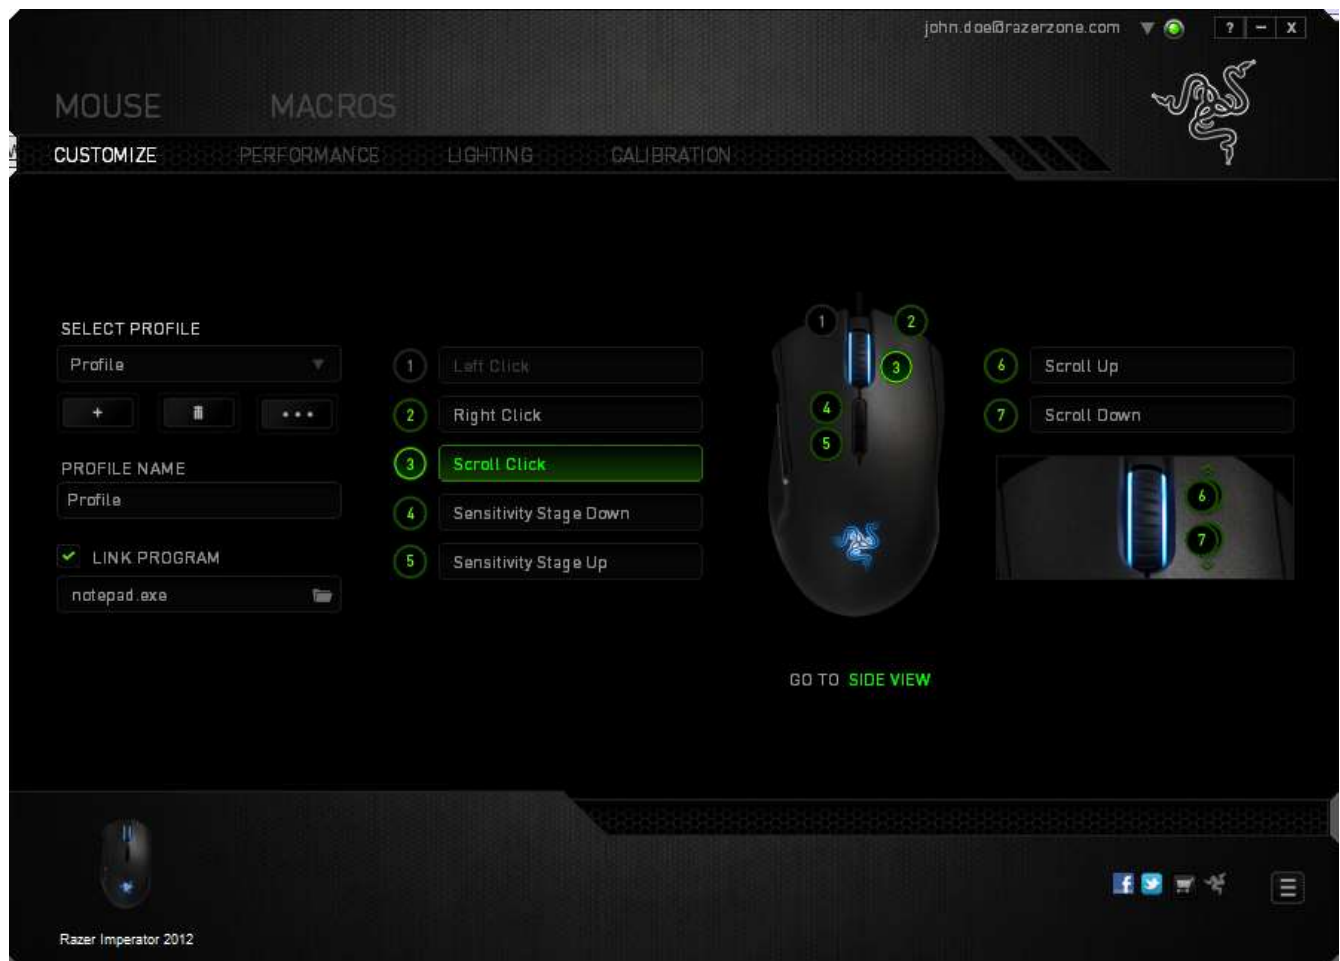 john.doe@razerzone.com
? – X
MOUSE MACROS
CUSTOMIZE PERFORMANCE LIGHTING CALIBRATION
SELECT PROFILE
Profile
+ •••
PROFILE NAME
Profile
LINK PROGRAM
notepad.exe
1 Left Click
2 Right Click
3 Scroll Click
4 Sensitivity Stage Down
5 Sensitivity Stage Up
1 2
3
4
5
GO TO SIDE VIEW
6 Scroll Up
7 Scroll Down
6
7
Razer Imperator 2012